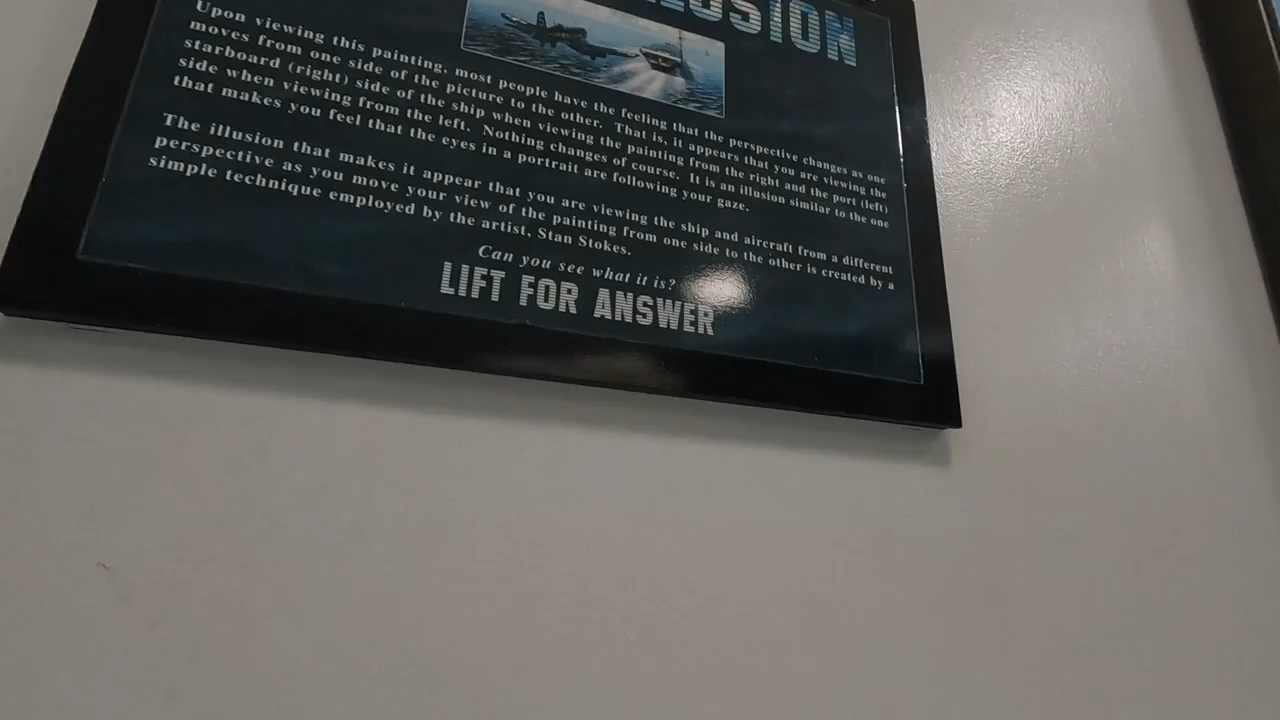 Upon viewing this painting, most people have the feeling that the perspective changes as one
moves from one side of the picture to the other. That is, it appears that you are viewing the
starboard (right) side of the ship when viewing the painting from the right and the port (left)
side when viewing from the left. Nothing changes of course. It is an illusion similar to the one
that makes you feel that the eyes in a portrait are following your gaze.
The illusion that makes it appear that you are viewing the ship and aircraft from a different
perspective as you move your view of the painting from one side to the other is created by a
simple technique employed by the artist, Stan Stokes.
Can you see what it is?
LIFT FOR ANSWER